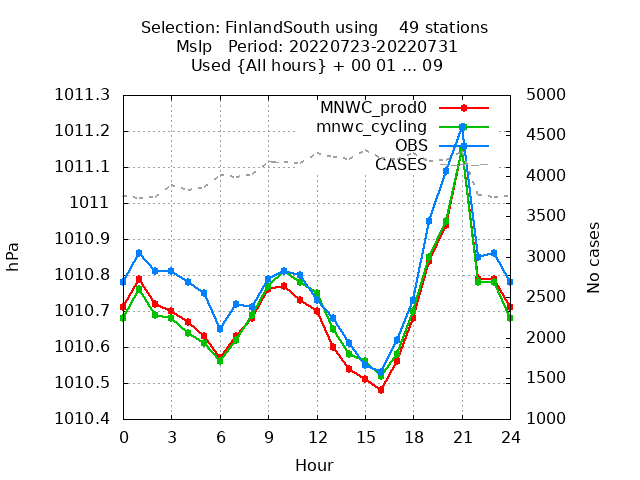 Selection: FinlandSouth using    49 stations
Mslp   Period: 20220723-20220731
Used {All hours} + 00 01 ... 09
MNWC_prod0
mnwc_cycling
OBS
CASES
1011.3
1011.2
1011.1
1011
1010.9
1010.8
1010.7
1010.6
1010.5
1010.4
hPa
5000
4500
4000
3500
3000
2500
2000
1500
1000
No cases
0 3 6 9 12 15 18 21 24
Hour